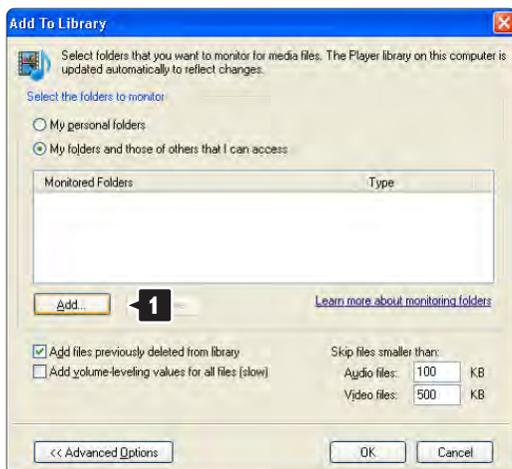 Add To Library
Select folders that you want to monitor for media files. The Player library on this computer is
updated automatically to reflect changes.
Select the folders to monitor
My personal folders
My folders and those of others that I can access
Monitored Folders Type
Add...
1
Learn more about monitoring folders
Add files previously deleted from library
Add volume-leveling values for all files (slow)
Skip files smaller than:
Audio files: 100 KB
Video files: 500 KB
<< Advanced Options
OK
Cancel